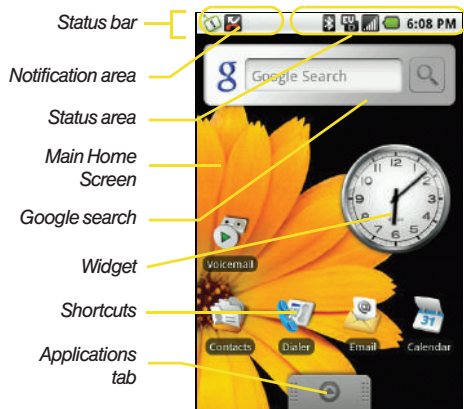 Status bar
6:08 PM
Notification area
g Google Search
Status area
Main Home
Screen
Google search
Widget
Voicemail
Shortcuts
Contacts Dialer Email Calendar
31
Applications
tab